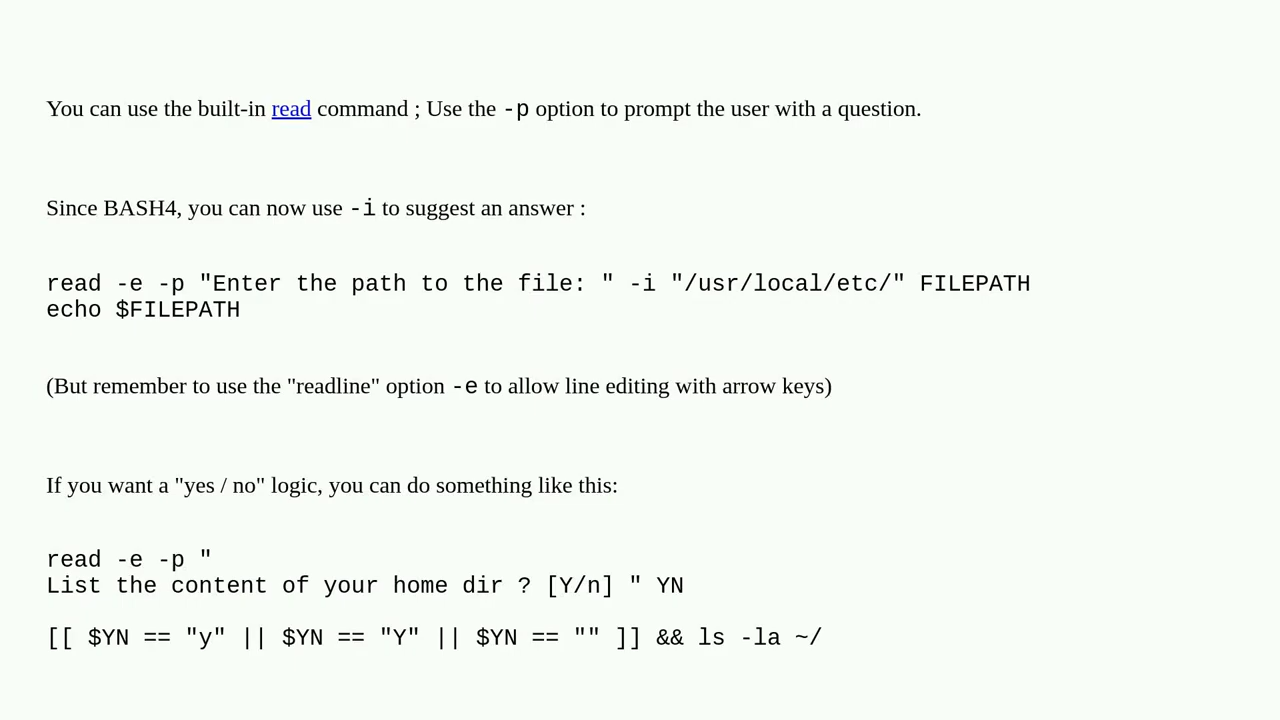 You can use the built-in read command ; Use the -p option to prompt the user with a question.
Since BASH4, you can now use -i to suggest an answer :
read -e -p "Enter the path to the file: " -i "/usr/local/etc/" FILEPATH
echo $FILEPATH
(But remember to use the "readline" option -e to allow line editing with arrow keys)
If you want a "yes / no" logic, you can do something like this:
read -e -p "
List the content of your home dir ? [Y/n] " YN
[[ $YN == "y" || $YN == "Y" || $YN == "" ]] && ls -la ~/